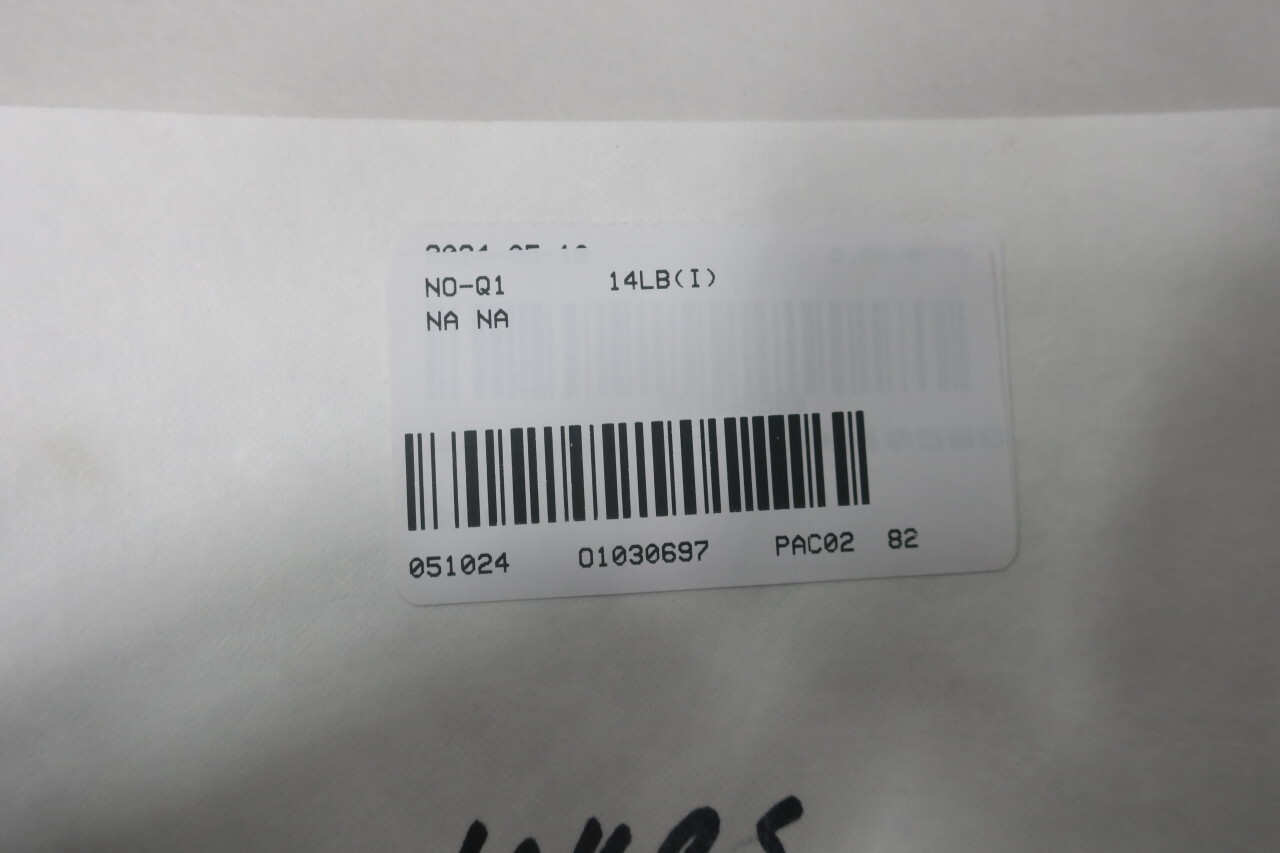 NO-Q1 14LB(I)
NA NA
051024 01030697 PAC02 82